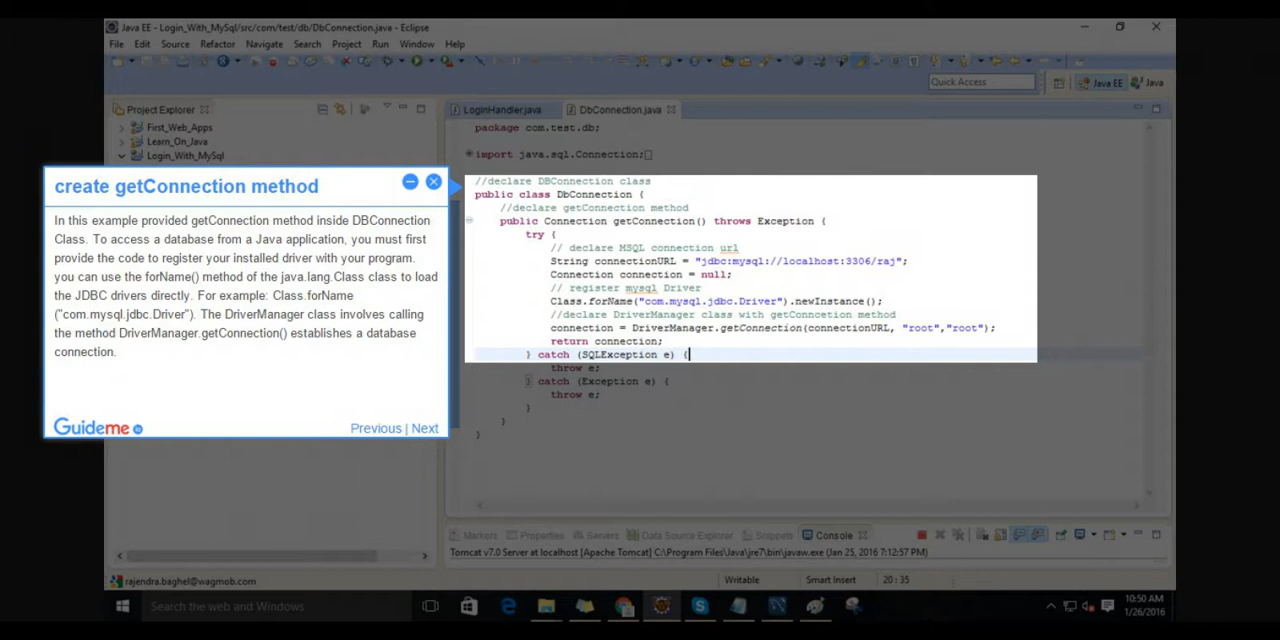 Java EE - Login_With_MySql/src/com/test/db/DbConnection.java - Eclipse
File Edit Source Refactor Navigate Search Project Run Window Help
Quick Access
Java EE
Java
Project Explorer
First_Web_Apps
Learn_On_Java
Login_With_MySql
create getConnection method
In this example provided getConnection method inside DBConnection
Class. To access a database from a Java application, you must first
provide the code to register your installed driver with your program.
you can use the forName() method of the java.lang.Class class to load
the JDBC drivers directly. For example: Class.forName
("com.mysql.jdbc.Driver"). The DriverManager class involves calling
the method DriverManager.getConnection() establishes a database
connection.
Guideme
Previous | Next
LoginHandler.java
DbConnection.java
package com.test.db;
import java.sql.Connection;
//declare DBConnection class
public class DbConnection {
//declare getConnection method
public Connection getConnection() throws Exception {
try {
// declare MSQL connection url
String connectionURL = "jdbc:mysql://localhost:3306/raj";
Connection connection = null;
// register mysql Driver
Class.forName("com.mysql.jdbc.Driver").newInstance();
//declare DriverManager class with getConncetion method
connection = DriverManager.getConnection(connectionURL, "root","root");
return connection;
} catch (SQLException e) {
throw e;
} catch (Exception e) {
throw e;
}
}
}
Markers Properties Servers Data Source Explorer Snippets Console
Tomcat v7.0 Server at localhost [Apache Tomcat] C:\Program Files\Java\jre7\bin\javaw.exe (Jan 25, 2016 7:12:57 PM)
rajendra.baghel@wagmob.com
Writable
Smart Insert
20 : 35
Search the web and Windows
10:50 AM
1/26/2016